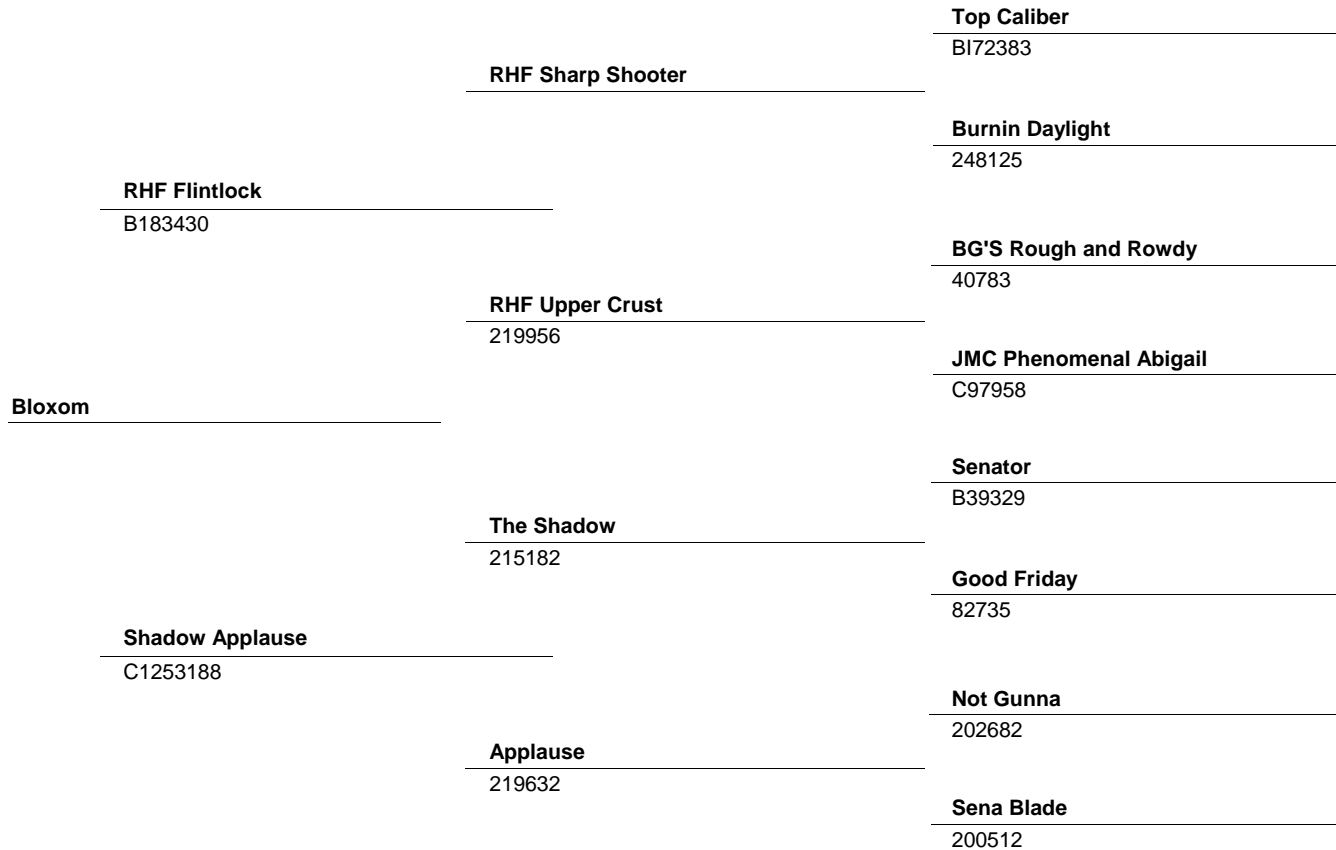 Top Caliber
BI72383
RHF Sharp Shooter
Burnin Daylight
248125
RHF Flintlock
B183430
BG'S Rough and Rowdy
40783
RHF Upper Crust
219956
JMC Phenomenal Abigail
C97958
Bloxom
Senator
B39329
The Shadow
215182
Good Friday
82735
Shadow Applause
C1253188
Not Gunna
202682
Applause
219632
Sena Blade
200512